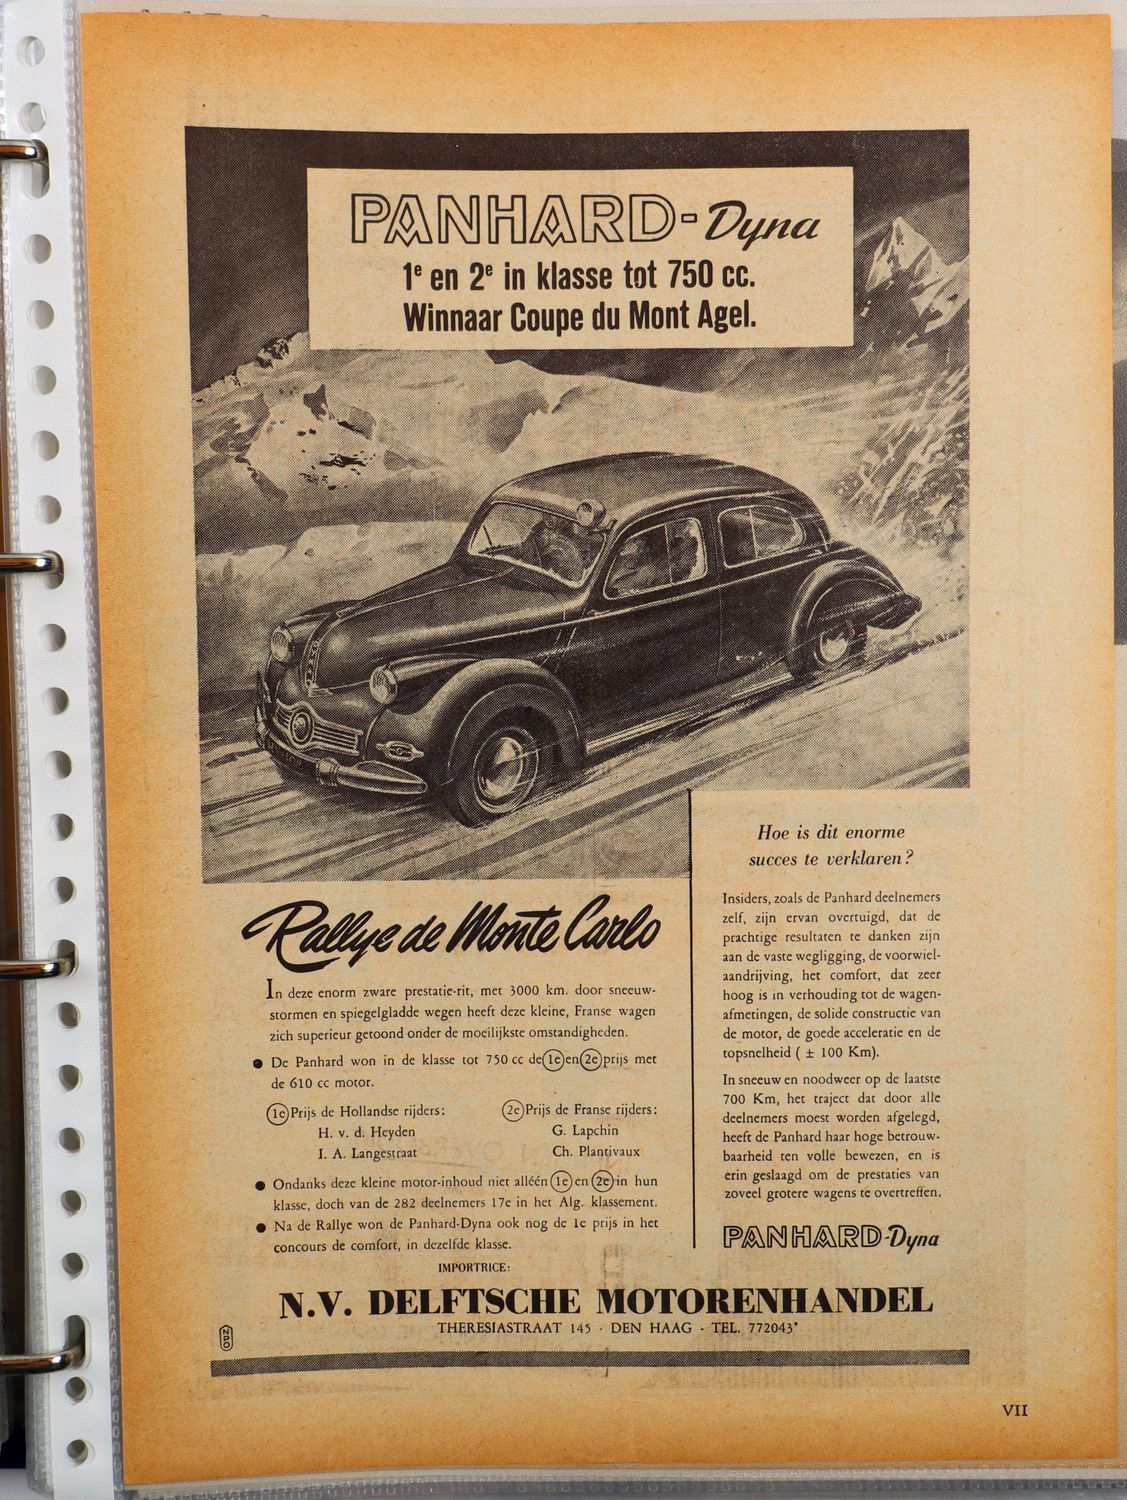 PANHARD-Dyna
1e en 2e in klasse tot 750 cc.
Winnaar Coupe du Mont Agel.
Hoe is dit enorme
succes te verklaren?
Insiders, zoals de Panhard deelnemers
zelf, zijn ervan overtuigd, dat de
prachtige resultaten te danken zijn
aan de vaste wegligging, de voorwiel-
aandrijving, het comfort, dat zeer
hoog is in verhouding tot de wagen-
afmetingen, de solide constructie van
de motor, de goede acceleratie en de
topsnelheid ( ± 100 Km).
In sneeuw en noodweer op de laatste
700 Km, het traject dat door alle
deelnemers moest worden afgelegd,
heeft de Panhard haar hoge betrouw-
baarheid ten volle bewezen, en is
erin geslaagd om de prestaties van
zoveel grotere wagens te overtreffen.
PANHARD-Dyna
Rallye de Monte Carlo
In deze enorm zware prestatie-rit, met 3000 km. door sneeuw-
stormen en spiegelgladde wegen heeft deze kleine, Franse wagen
zich superieur getoond onder de moeilijkste omstandigheden.
● De Panhard won in de klasse tot 750 cc de 1e en 2e prijs met
de 610 cc motor.
1e Prijs de Hollandse rijders:
H. v. d. Heyden
I. A. Langestraat
2e Prijs de Franse rijders:
G. Lapchin
Ch. Plantivaux
● Ondanks deze kleine motor-inhoud niet alléén 1e en 2e in hun
klasse, doch van de 282 deelnemers 17e in het Alg. klassement.
● Na de Rallye won de Panhard-Dyna ook nog de 1e prijs in het
concours de comfort, in dezelfde klasse.
IMPORTRICE:
N.V. DELFTSCHE MOTORENHANDEL
THERESIASTRAAT 145 - DEN HAAG - TEL. 772043*
NPO
VII